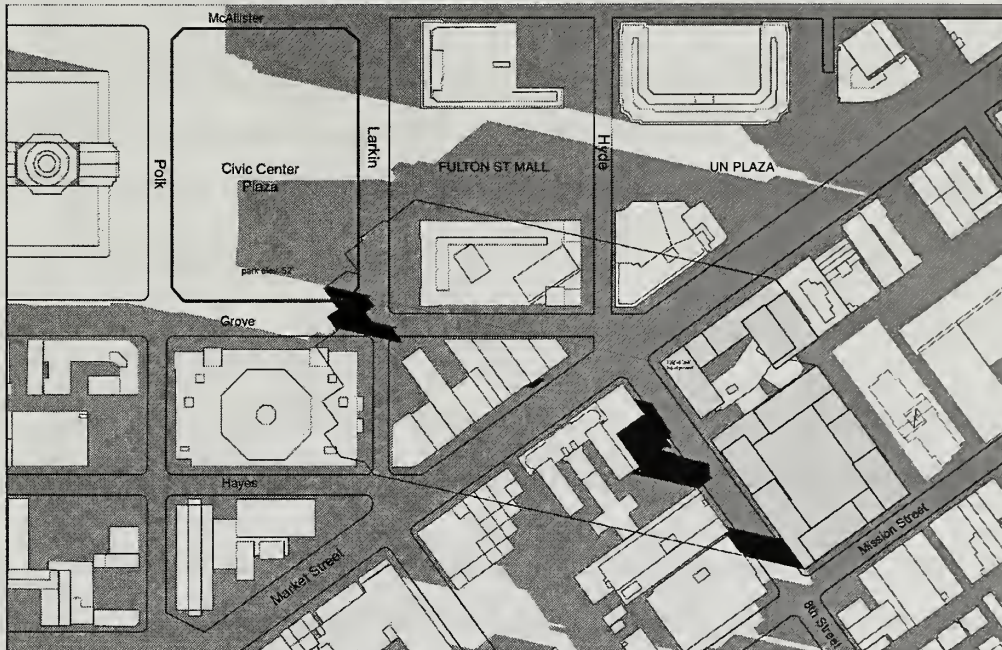 McAllister
Polk
Larkin
Hyde
Civic Center
Plaza
FULTON ST MALL
UN PLAZA
park elev. 52'
Grove
Hayes
Market Street
Mission Street
8th Street